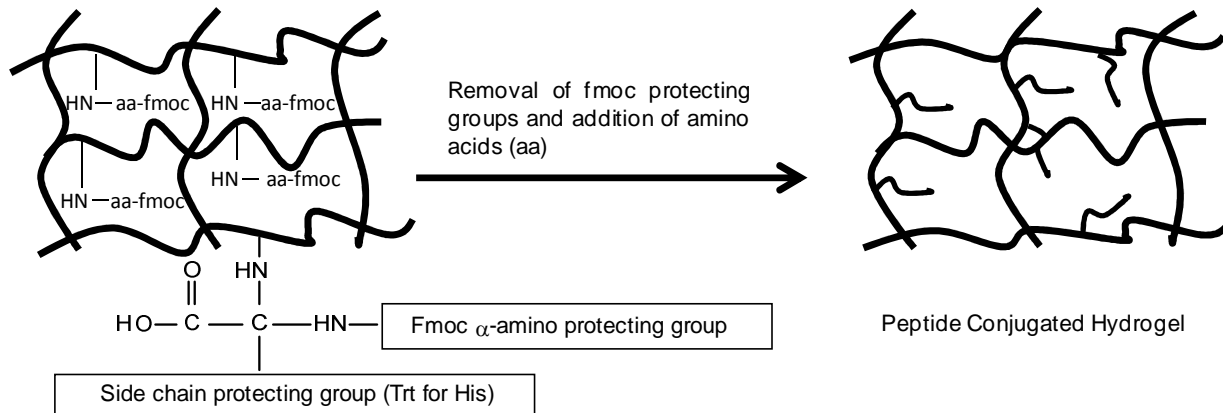 HN—aa-fmoc
HN—aa-fmoc
HN— aa-fmoc
HN—aa-fmoc
Removal of fmoc protecting
groups and addition of amino
acids (aa)
O
HN
HO—C—C—HN—
Fmoc α-amino protecting group
Side chain protecting group (Trt for His)
Peptide Conjugated Hydrogel